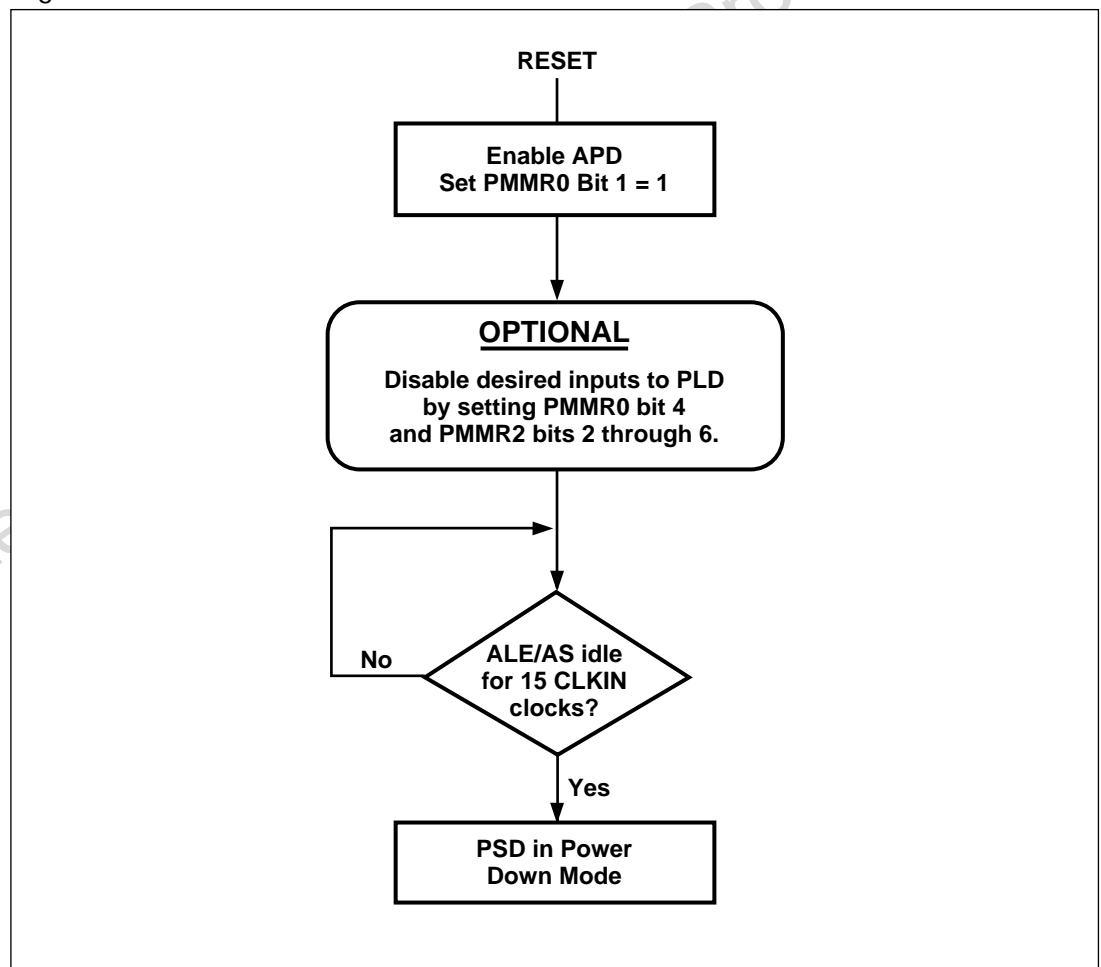 RESET
Enable APD
Set PMMR0 Bit 1 = 1
OPTIONAL
Disable desired inputs to PLD
by setting PMMR0 bit 4
and PMMR2 bits 2 through 6.
No
ALE/AS idle
for 15 CLKIN
clocks?
Yes
PSD in Power
Down Mode